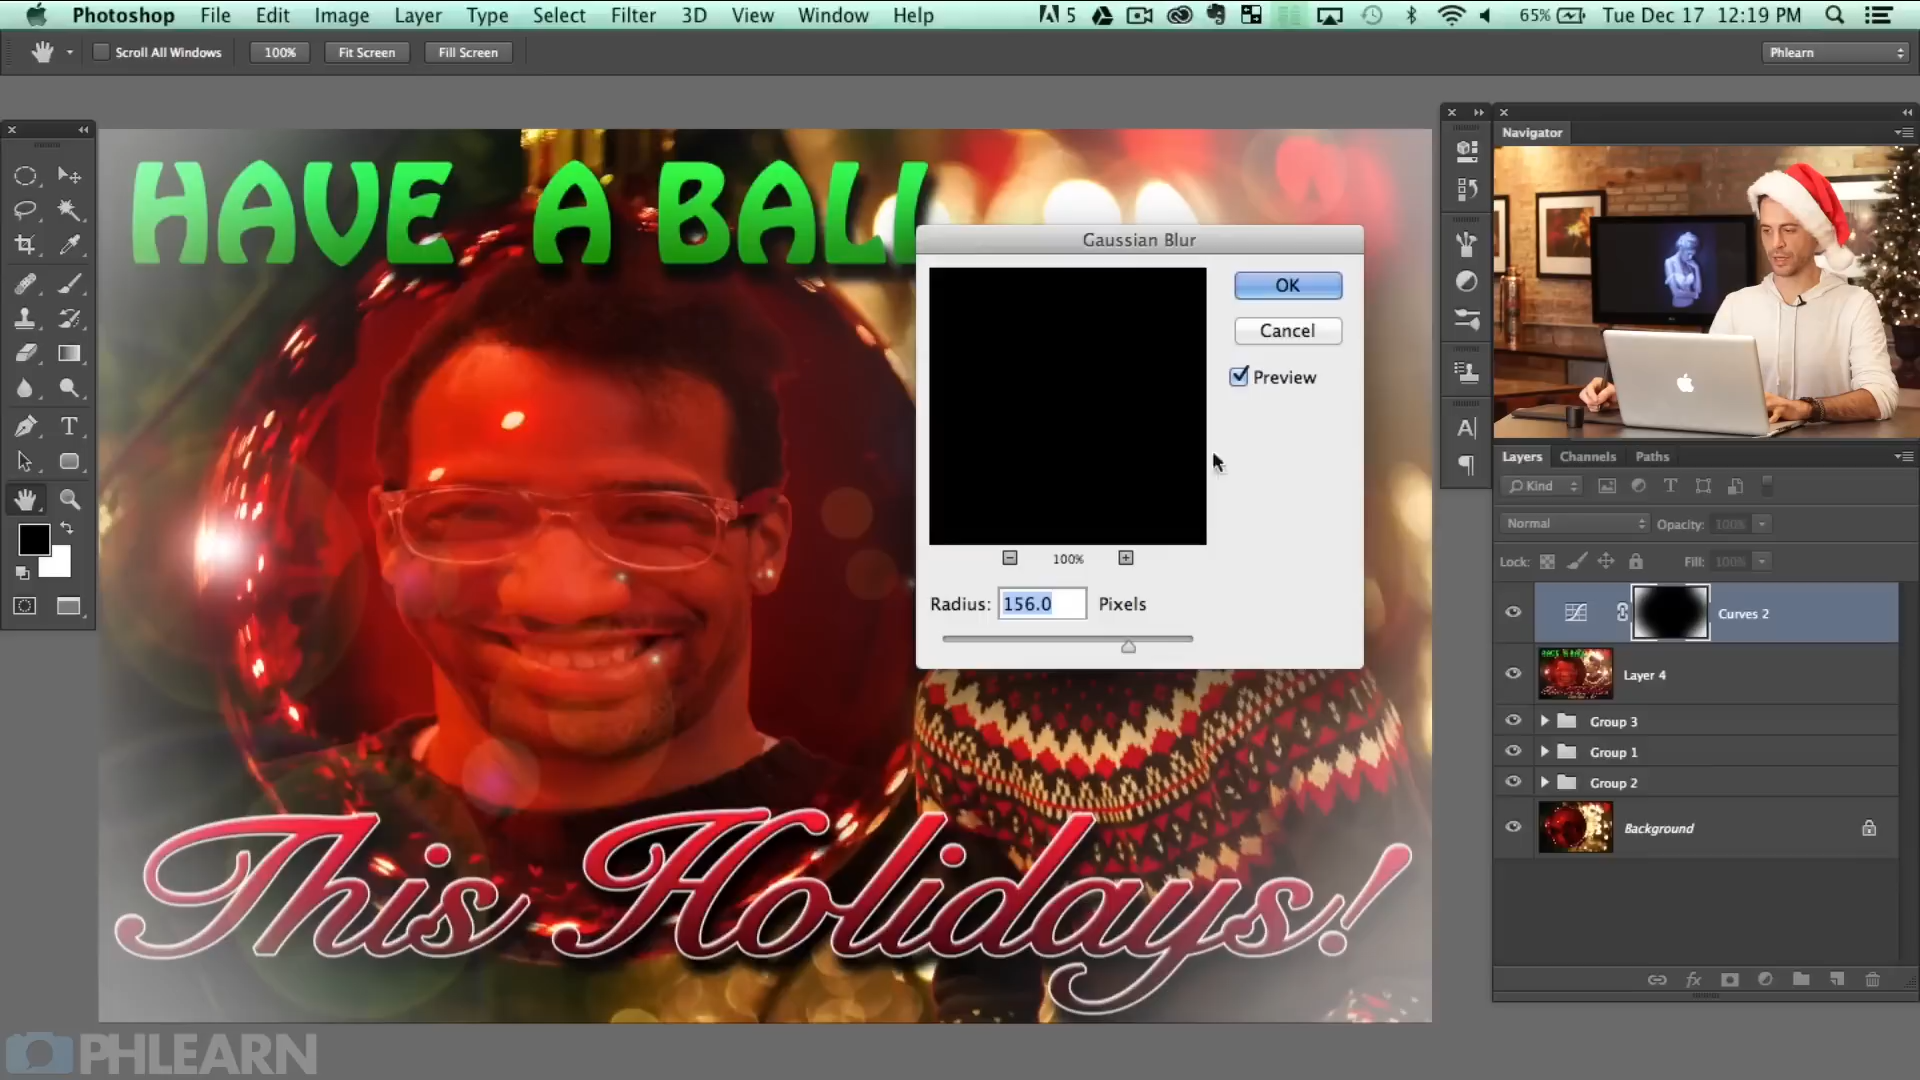 Photoshop File Edit Image Layer Type Select Filter 3D View Window Help 5 65% Tue Dec 17 12:19 PM
Scroll All Windows 100% Fit Screen Fill Screen Phlearn
Navigator
HAVE A BALL
Gaussian Blur
OK
Cancel
Preview
100%
Radius: 156.0 Pixels
Layers Channels Paths
Kind
Normal Opacity: 100%
Lock: Fill: 100%
Curves 2
Layer 4
Group 3
Group 1
Group 2
Background
This Holidays!
PHLEARN